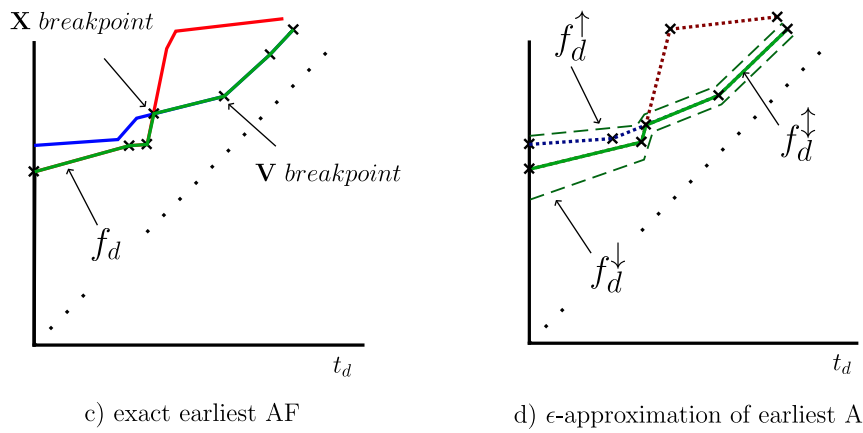 X breakpoint
V breakpoint
f_d
t_d
c) exact earliest AF
f_d^↑
f_d^↕
f_d^↓
t_d
d) ϵ-approximation of earliest A